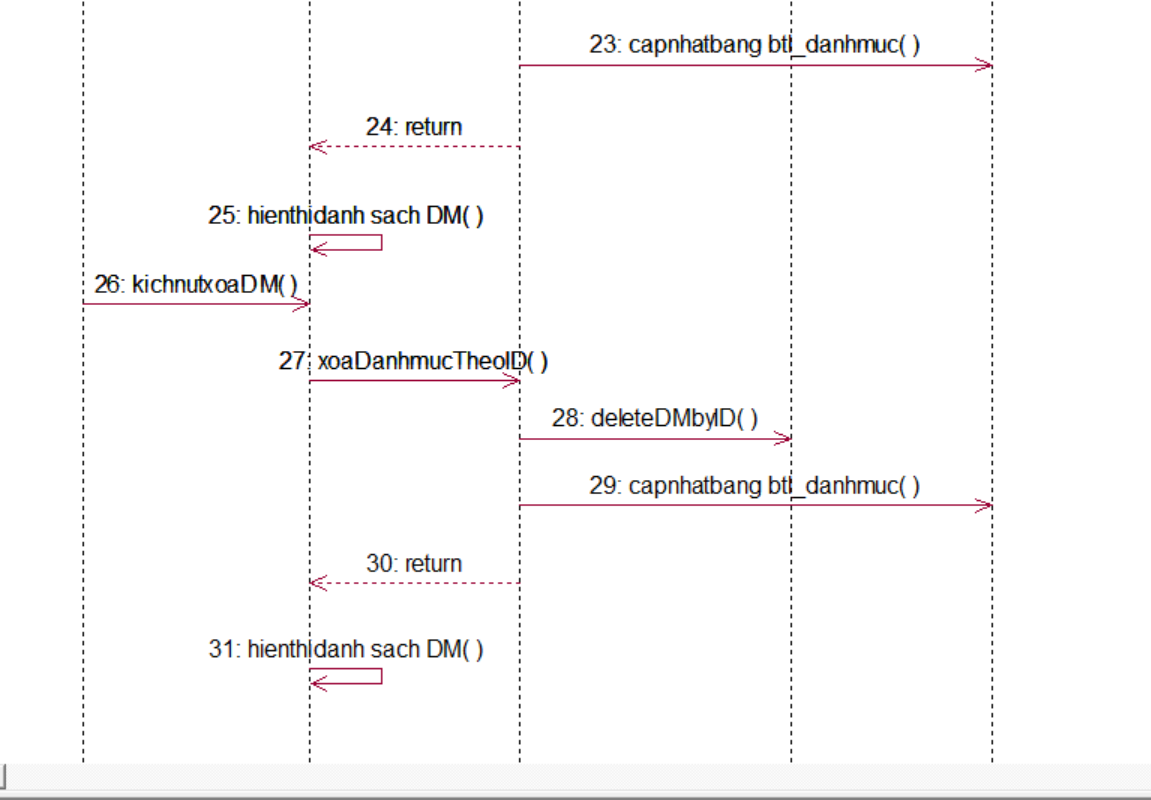 23: capnhatbang btl_danhmuc( )
24: return
25: hienthidanh sach DM( )
26: kichnutxoaDM( )
27: xoaDanhmucTheoID( )
28: deleteDMbyID( )
29: capnhatbang btl_danhmuc( )
30: return
31: hienthidanh sach DM( )